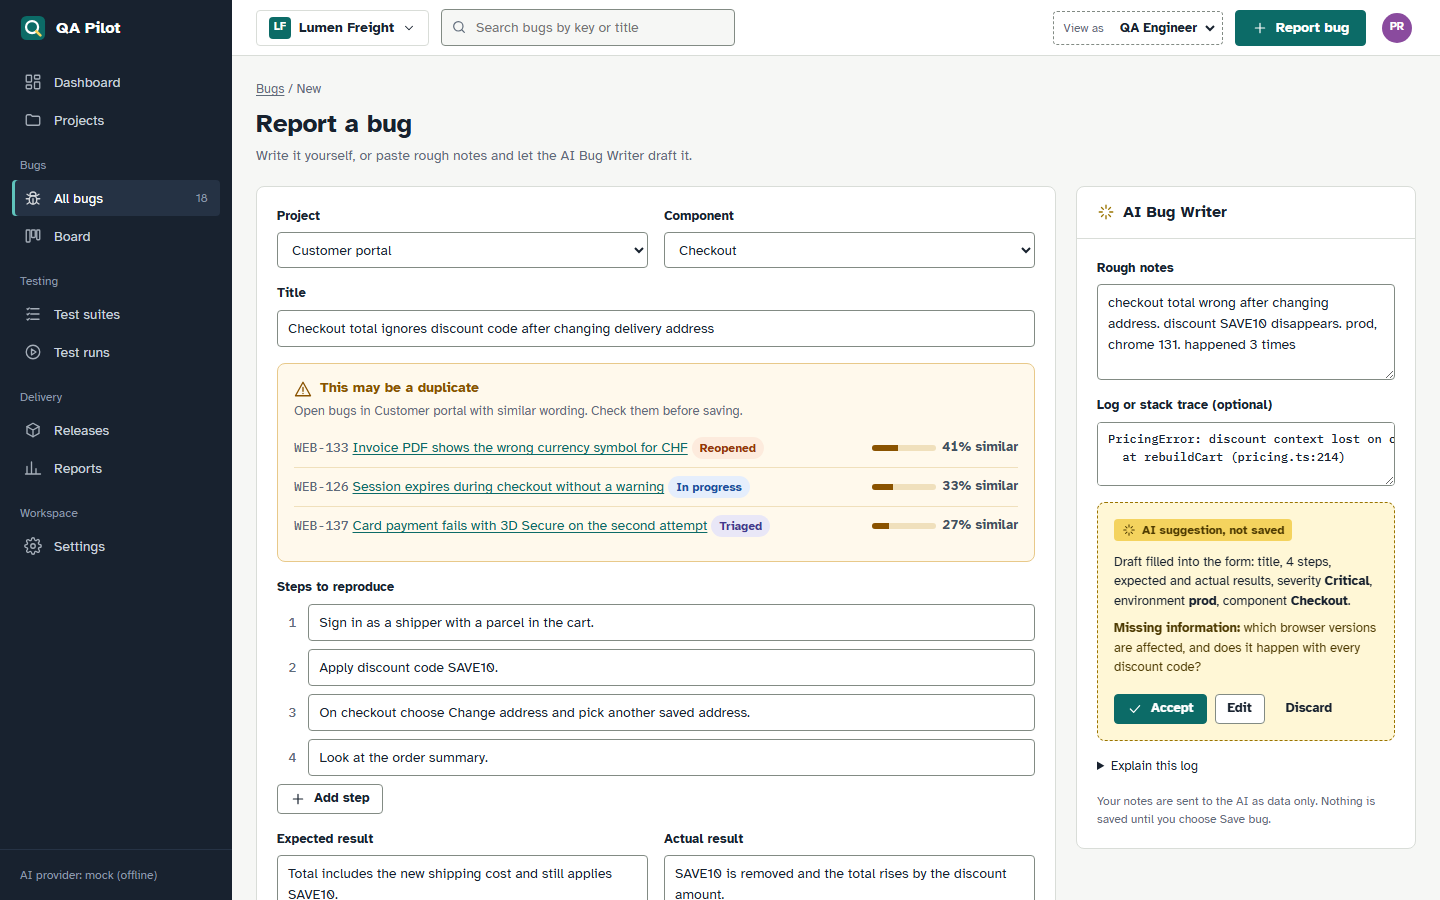 QA Pilot
Dashboard
Projects
Bugs
All bugs 18
Board
Testing
Test suites
Test runs
Delivery
Releases
Reports
Workspace
Settings
AI provider: mock (offline)
LF Lumen Freight
Search bugs by key or title
View as QA Engineer
Report bug
PR
Bugs / New
Report a bug
Write it yourself, or paste rough notes and let the AI Bug Writer draft it.
Project
Customer portal
Component
Checkout
Title
Checkout total ignores discount code after changing delivery address
This may be a duplicate
Open bugs in Customer portal with similar wording. Check them before saving.
WEB-133 Invoice PDF shows the wrong currency symbol for CHF Reopened 41% similar
WEB-126 Session expires during checkout without a warning In progress 33% similar
WEB-137 Card payment fails with 3D Secure on the second attempt Triaged 27% similar
Steps to reproduce
1 Sign in as a shipper with a parcel in the cart.
2 Apply discount code SAVE10.
3 On checkout choose Change address and pick another saved address.
4 Look at the order summary.
Add step
Expected result
Total includes the new shipping cost and still applies
SAVE10.
Actual result
SAVE10 is removed and the total rises by the discount
amount.
AI Bug Writer
Rough notes
checkout total wrong after changing
address. discount SAVE10 disappears. prod,
chrome 131. happened 3 times
Log or stack trace (optional)
PricingError: discount context lost on
at rebuildCart (pricing.ts:214)
AI suggestion, not saved
Draft filled into the form: title, 4 steps,
expected and actual results, severity Critical,
environment prod, component Checkout.
Missing information: which browser versions
are affected, and does it happen with every
discount code?
Accept
Edit
Discard
Explain this log
Your notes are sent to the AI as data only. Nothing is
saved until you choose Save bug.